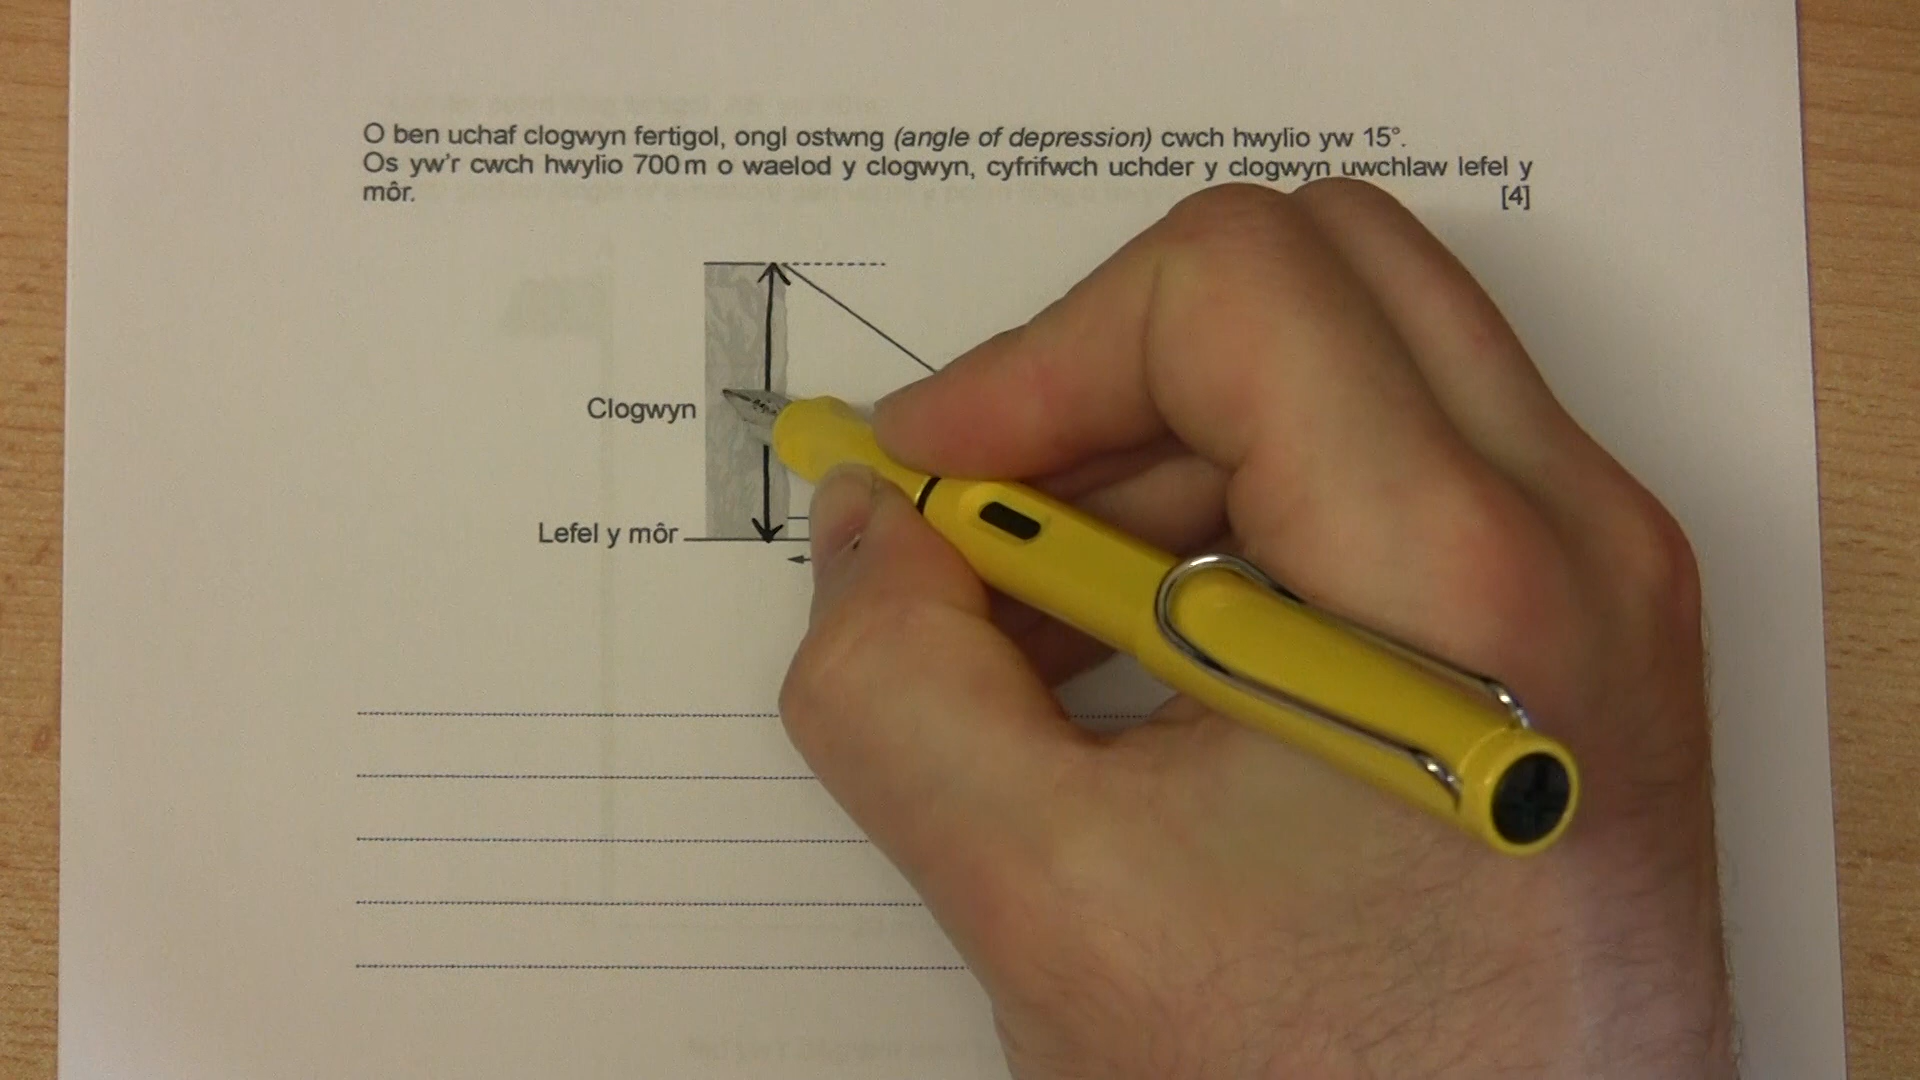 O ben uchaf clogwyn fertigol, ongl ostwng (angle of depression) cwch hwylio yw 15°.
Os yw'r cwch hwylio 700 m o waelod y clogwyn, cyfrifwch uchder y clogwyn uwchlaw lefel y
môr. [4]
Clogwyn
Lefel y môr